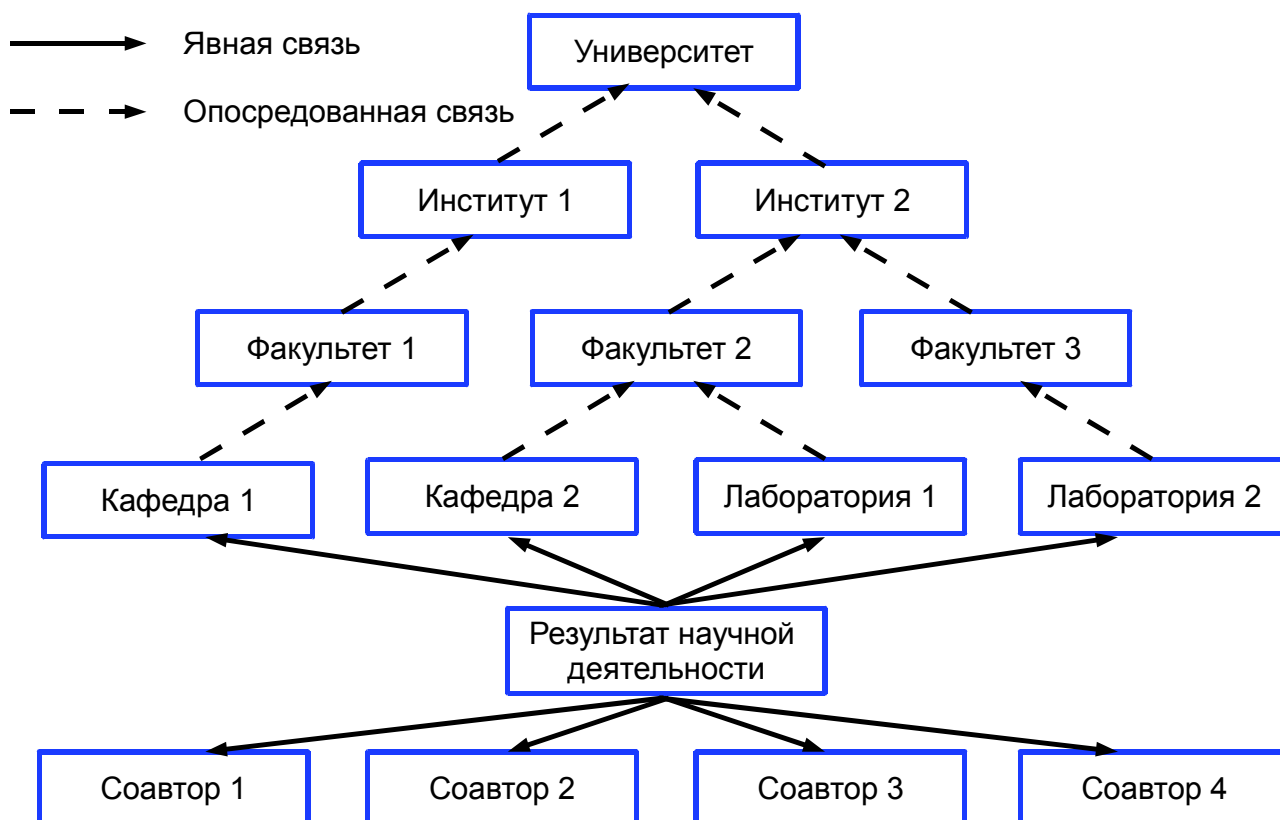 Явная связь
Университет
Опосредованная связь
Институт 1
Институт 2
Факультет 1
Факультет 2
Факультет 3
Кафедра 1
Кафедра 2
Лаборатория 1
Лаборатория 2
Результат научной
деятельности
Соавтор 1
Соавтор 2
Соавтор 3
Соавтор 4